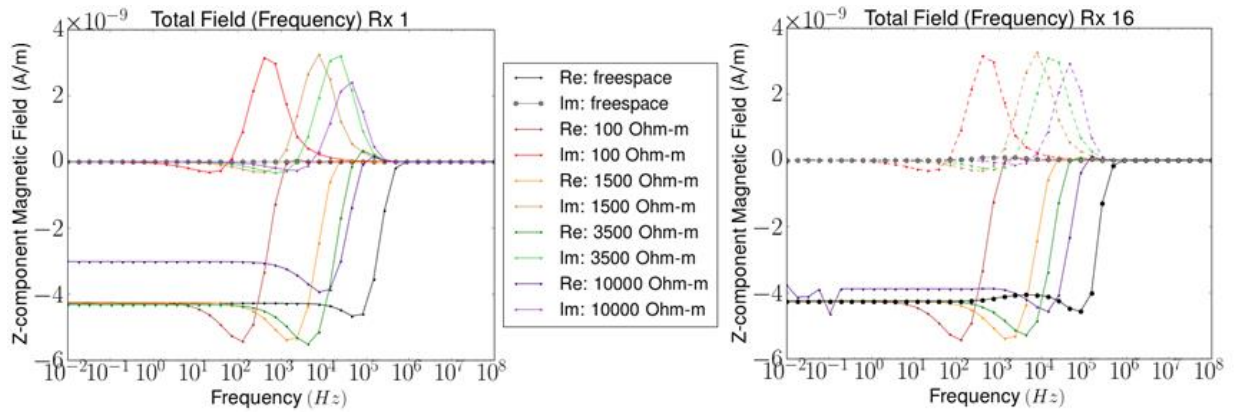 Total Field (Frequency) Rx 1
4×10⁻⁹
2
0
−2
−4
−6
Z-component Magnetic Field (A/m)
10⁻² 10⁻¹ 10⁰ 10¹ 10² 10³ 10⁴ 10⁵ 10⁶ 10⁷ 10⁸
Frequency (Hz)
Re: freespace
Im: freespace
Re: 100 Ohm-m
Im: 100 Ohm-m
Re: 1500 Ohm-m
Im: 1500 Ohm-m
Re: 3500 Ohm-m
Im: 3500 Ohm-m
Re: 10000 Ohm-m
Im: 10000 Ohm-m
Total Field (Frequency) Rx 16
4×10⁻⁹
2
0
−2
−4
−6
Z-component Magnetic Field (A/m)
10⁻² 10⁻¹ 10⁰ 10¹ 10² 10³ 10⁴ 10⁵ 10⁶ 10⁷ 10⁸
Frequency (Hz)